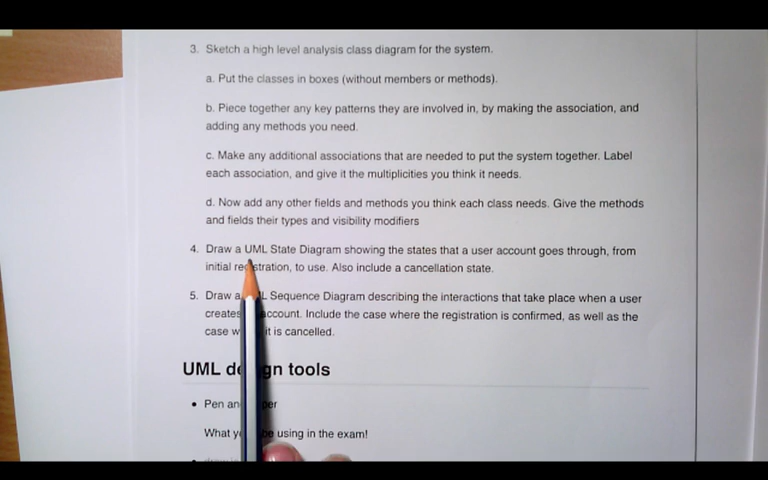 3. Sketch a high level analysis class diagram for the system.
a. Put the classes in boxes (without members or methods).
b. Piece together any key patterns they are involved in, by making the association, and
adding any methods you need.
c. Make any additional associations that are needed to put the system together. Label
each association, and give it the multiplicities you think it needs.
d. Now add any other fields and methods you think each class needs. Give the methods
and fields their types and visibility modifiers
4. Draw a UML State Diagram showing the states that a user account goes through, from
initial registration, to use. Also include a cancellation state.
5. Draw a UML Sequence Diagram describing the interactions that take place when a user
creates account. Include the case where the registration is confirmed, as well as the
case it is cancelled.
UML design tools
• Pen and paper
What be using in the exam!